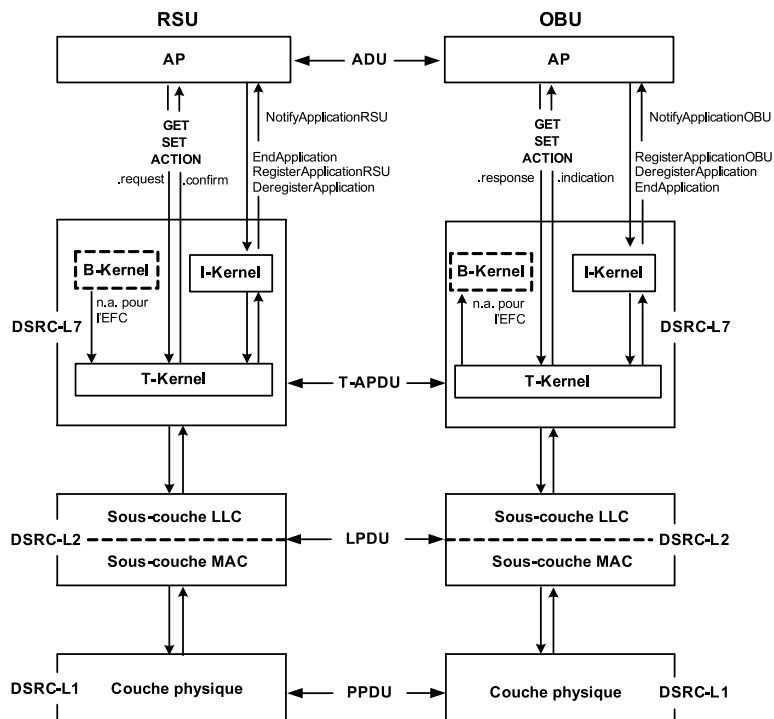 RSU
OBU
AP
ADU
AP
NotifyApplicationRSU
GET
SET
ACTION
.request
.confirm
EndApplication
RegisterApplicationRSU
DeregisterApplication
NotifyApplicationOBU
GET
SET
ACTION
.response
.indication
RegisterApplicationOBU
DeregisterApplication
EndApplication
B-Kernel
I-Kernel
n.a. pour
l'EFC
DSRC-L7
T-Kernel
T-APDU
B-Kernel
I-Kernel
n.a. pour
l'EFC
DSRC-L7
T-Kernel
Sous-couche LLC
DSRC-L2
Sous-couche MAC
LPDU
Sous-couche LLC
DSRC-L2
Sous-couche MAC
DSRC-L1
Couche physique
PPDU
Couche physique
DSRC-L1